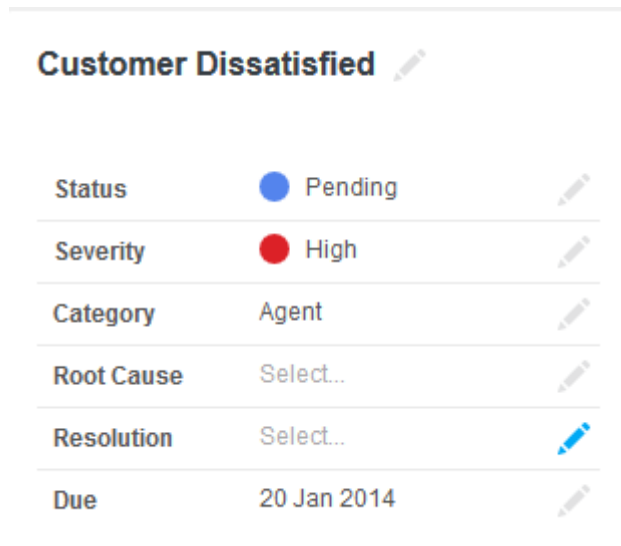 Customer Dissatisfied
Status Pending
Severity High
Category Agent
Root Cause Select...
Resolution Select...
Due 20 Jan 2014